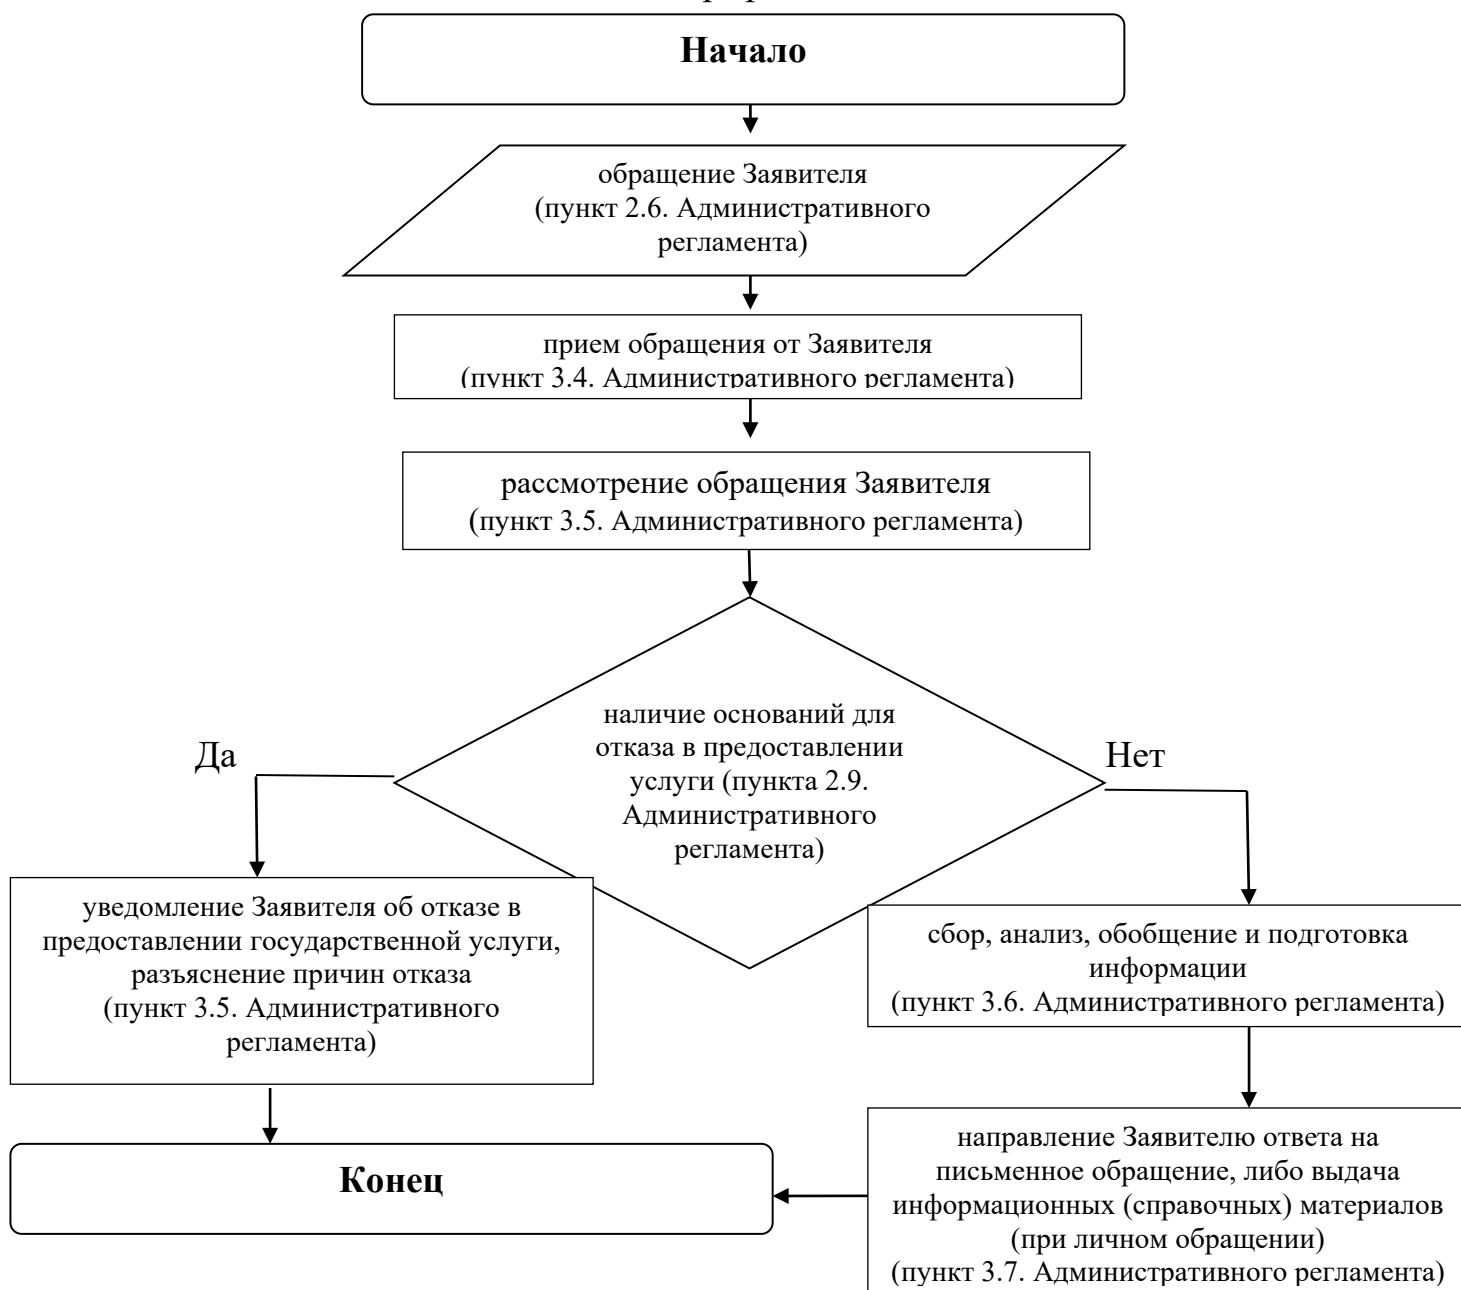 Начало
обращение Заявителя
(пункт 2.6. Административного
регламента)
прием обращения от Заявителя
(пункт 3.4. Административного регламента)
рассмотрение обращения Заявителя
(пункт 3.5. Административного регламента)
наличие оснований для
отказа в предоставлении
услуги (пункта 2.9.
Административного
регламента)
Да
Нет
уведомление Заявителя об отказе в
предоставлении государственной услуги,
разъяснение причин отказа
(пункт 3.5. Административного
регламента)
сбор, анализ, обобщение и подготовка
информации
(пункт 3.6. Административного регламента)
направление Заявителю ответа на
письменное обращение, либо выдача
информационных (справочных) материалов
(при личном обращении)
(пункт 3.7. Административного регламента)
Конец